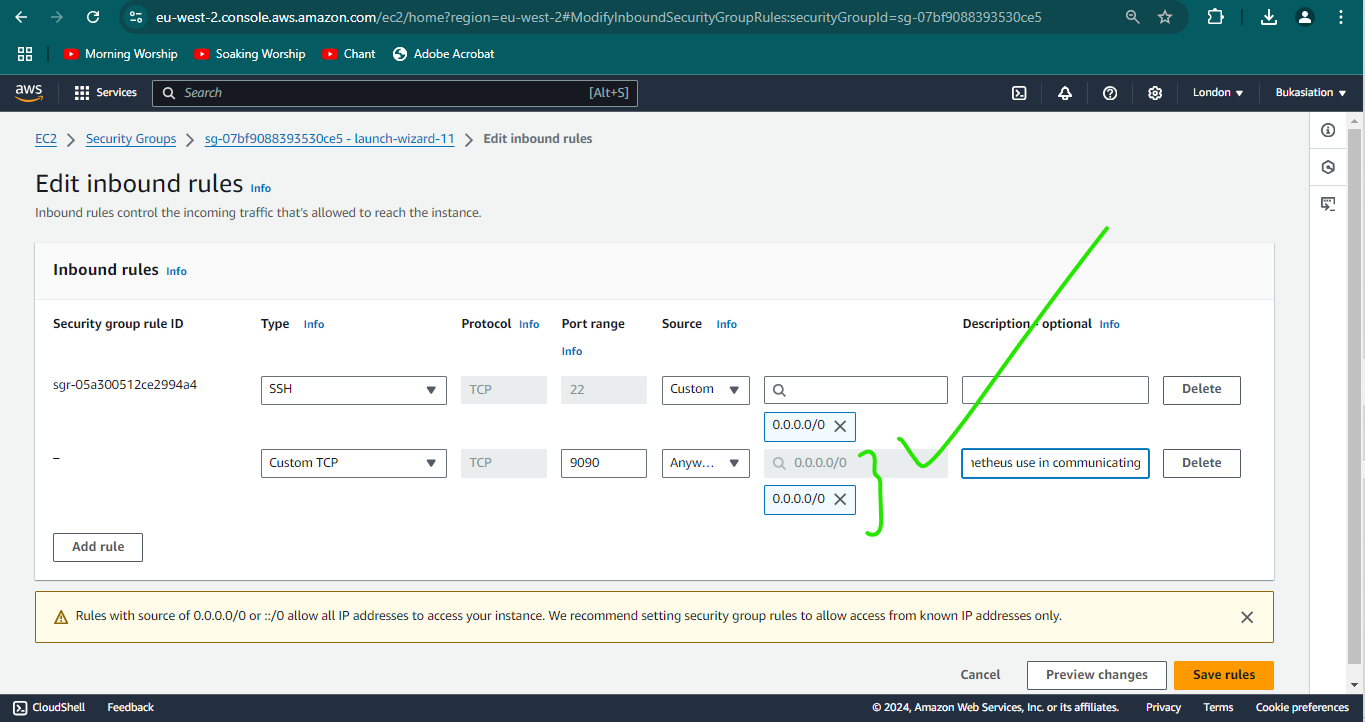 eu-west-2.console.aws.amazon.com/ec2/home?region=eu-west-2#ModifyInboundSecurityGroupRules:securityGroupId=sg-07bf9088393530ce5
Morning Worship Soaking Worship Chant Adobe Acrobat
aws Services Search [Alt+S] London Bukasiation
EC2 Security Groups sg-07bf9088393530ce5 - launch-wizard-11 Edit inbound rules
Edit inbound rules Info
Inbound rules control the incoming traffic that's allowed to reach the instance.
Inbound rules Info
Security group rule ID Type Info Protocol Info Port range Source Info Description - optional Info
Info
sgr-05a300512ce2994a4 SSH TCP 22 Custom Delete
0.0.0.0/0
– Custom TCP TCP 9090 Anyw... 0.0.0.0/0 netheus use in communicating Delete
0.0.0.0/0
Add rule
Rules with source of 0.0.0.0/0 or ::/0 allow all IP addresses to access your instance. We recommend setting security group rules to allow access from known IP addresses only.
Cancel Preview changes Save rules
CloudShell Feedback © 2024, Amazon Web Services, Inc. or its affiliates. Privacy Terms Cookie preferences